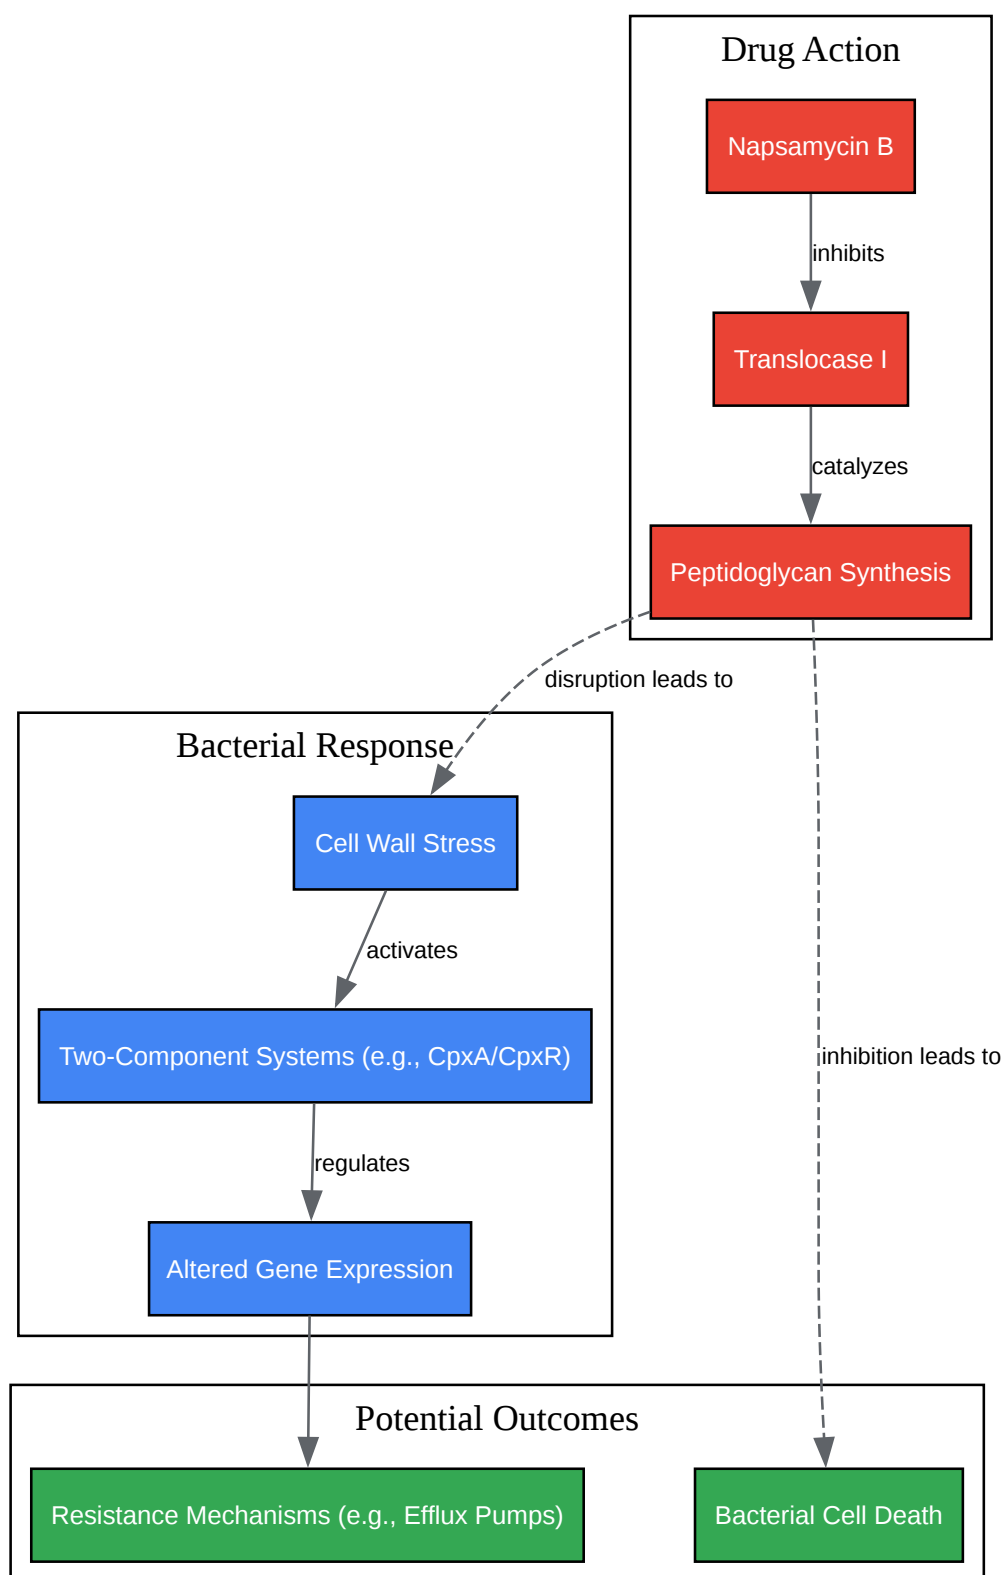 Drug Action
Napsamycin B
inhibits
Translocase I
catalyzes
Peptidoglycan Synthesis
disruption leads to
Bacterial Response
Cell Wall Stress
activates
Two-Component Systems (e.g., CpxA/CpxR)
inhibition leads to
regulates
Altered Gene Expression
Potential Outcomes
Resistance Mechanisms (e.g., Efflux Pumps)
Bacterial Cell Death